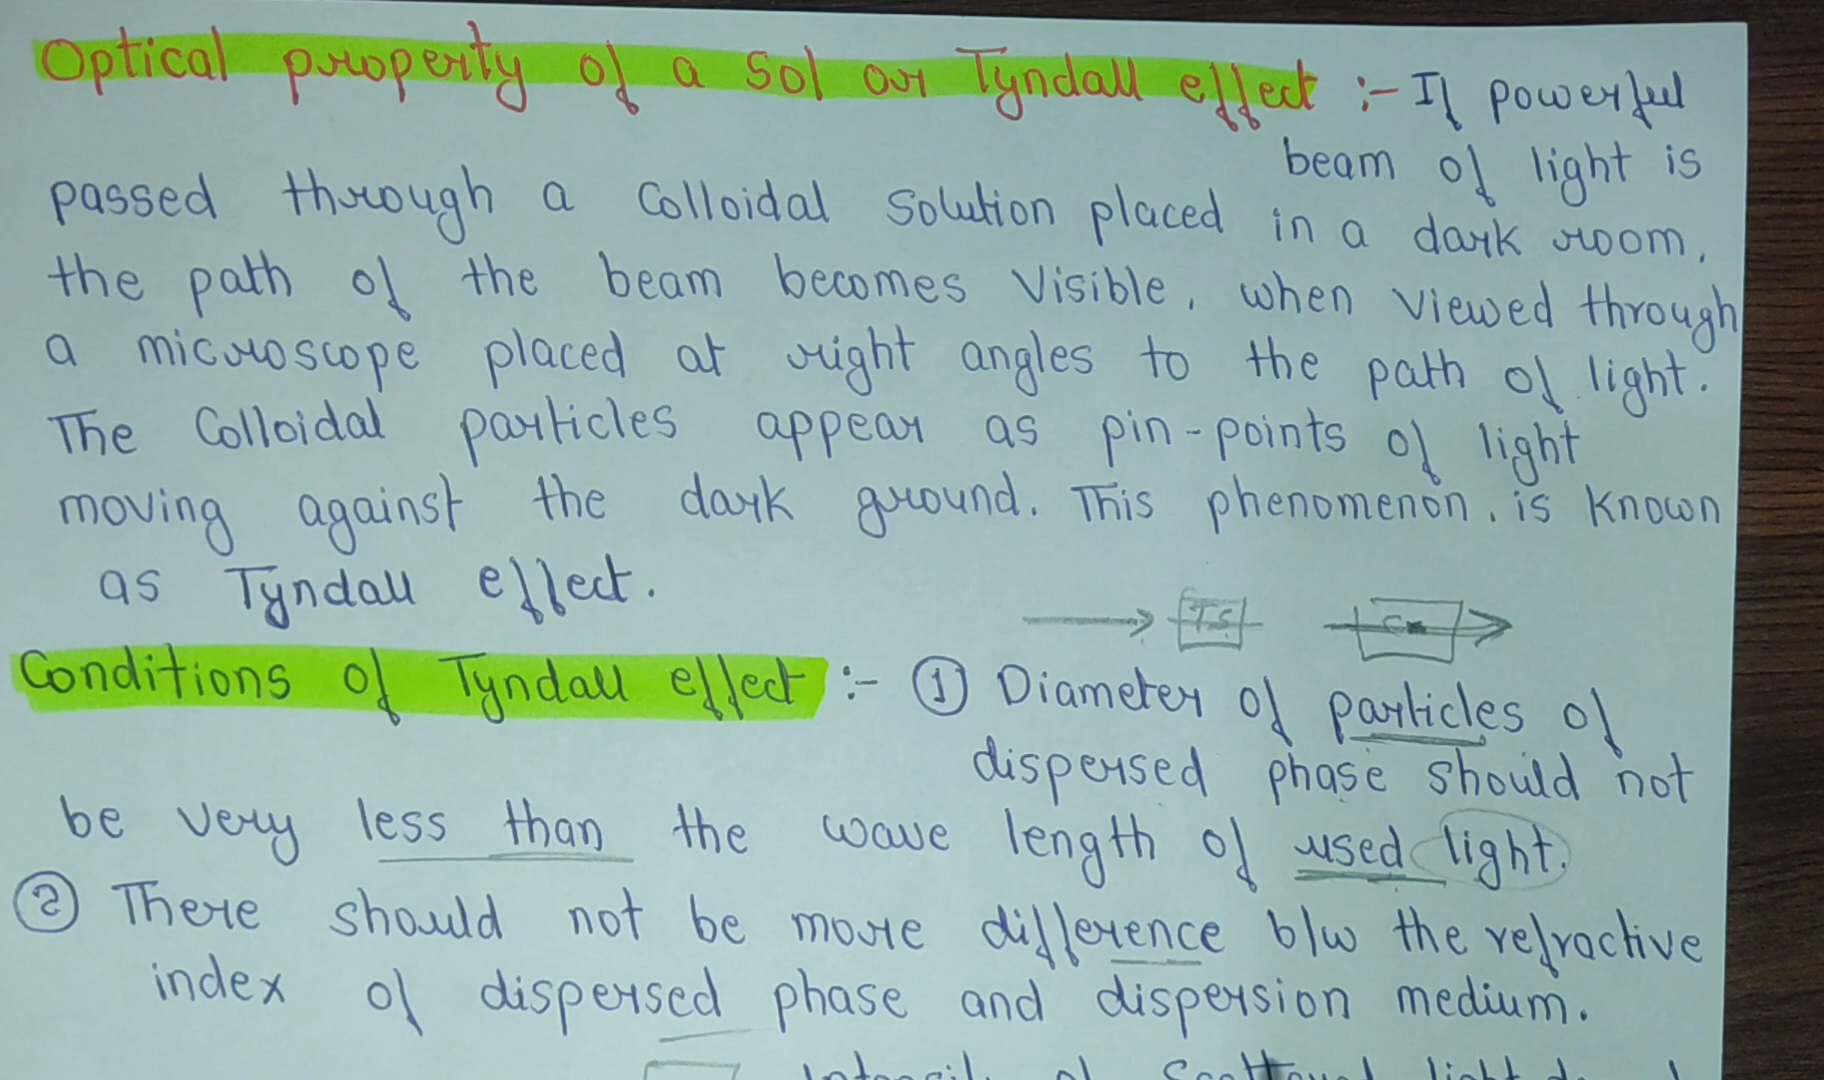 Optical property of a Sol or Tyndall effect :- If powerful
beam of light is
passed through a Colloidal Solution placed in a dark room,
the path of the beam becomes Visible, when viewed through
a microscope placed at right angles to the path of light.
The Colloidal particles appear as pin-points of light
moving against the dark ground. This phenomenon. is Known
as Tyndall effect.
T.S
Conditions of Tyndall effect :- ① Diameter of particles of
dispersed phase should not
be very less than the wave length of used light.
② There should not be more difference b/w the refractive
index of dispersed phase and dispersion medium.
of light